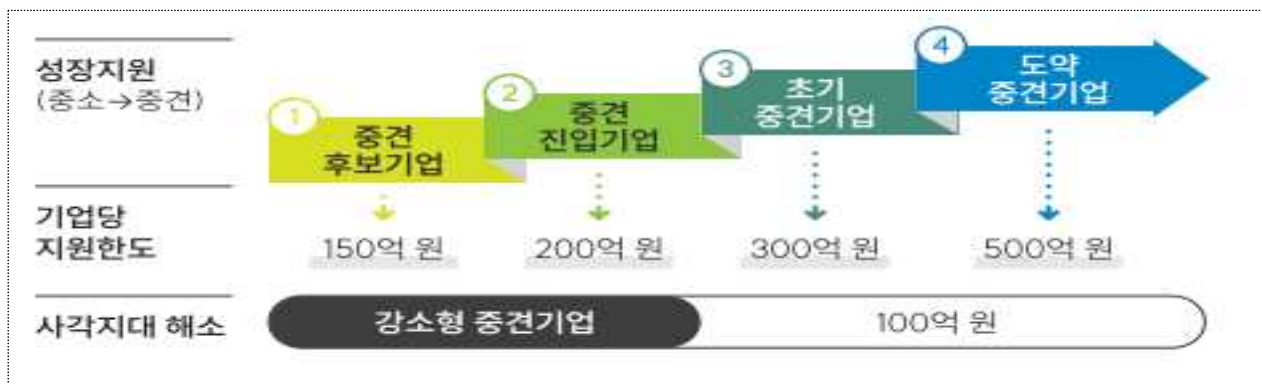 성장지원
(중소→중견)
1
중견
후보기업
2
중견
진입기업
3
초기
중견기업
4
도약
중견기업
기업당
지원한도
150억 원
200억 원
300억 원
500억 원
사각지대 해소
강소형 중견기업
100억 원